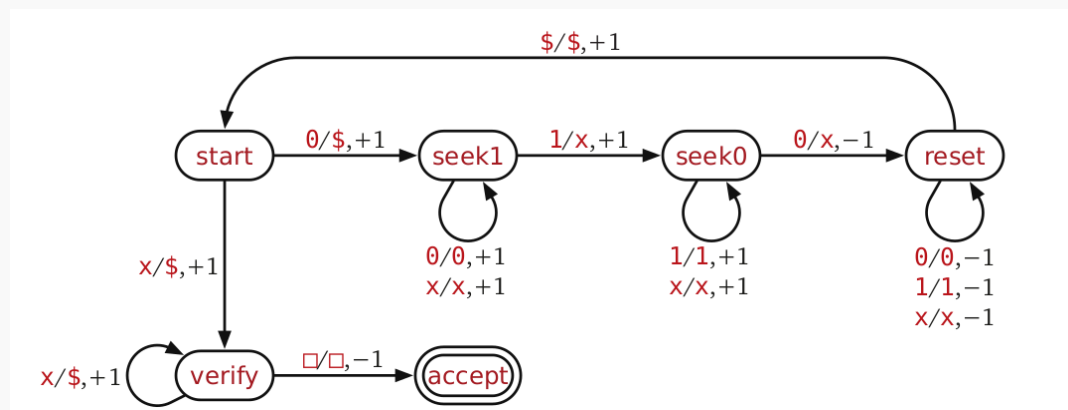 $/$,+1
start
0/$,+1
seek1
1/x,+1
seek0
0/x,−1
reset
0/0,+1
x/x,+1
1/1,+1
x/x,+1
0/0,−1
1/1,−1
x/x,−1
x/$,+1
x/$,+1
verify
□/□,−1
accept